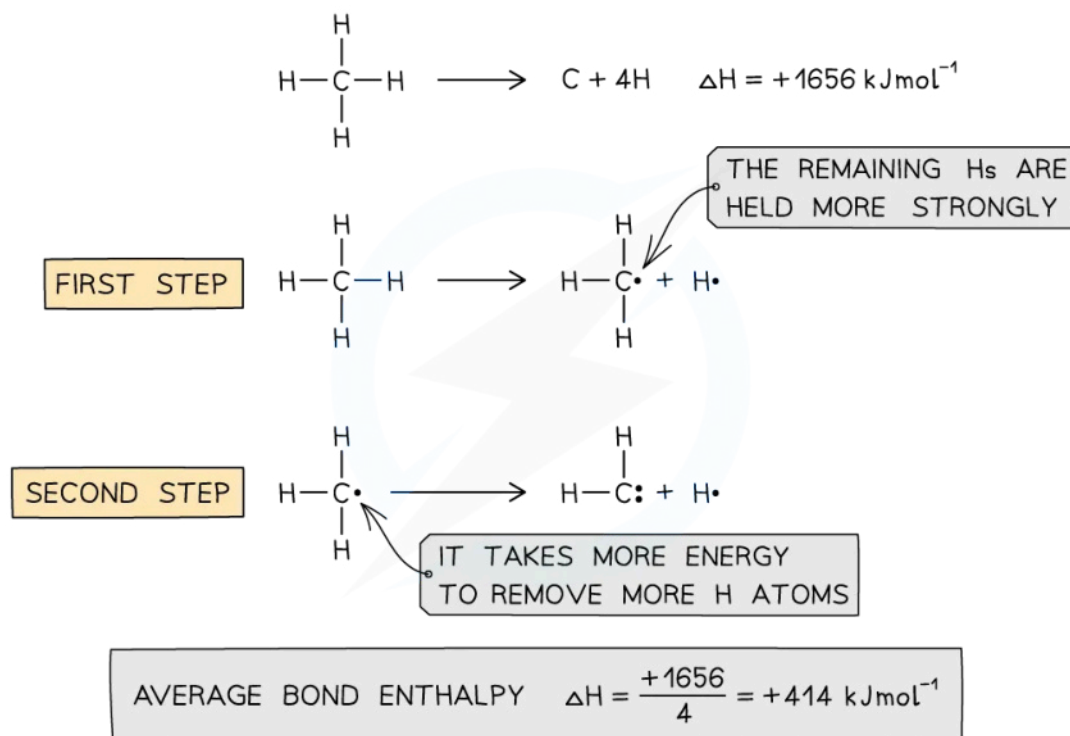 H
H—C—H ⟶ C + 4H ΔH = +1656 kJmol⁻¹
H
THE REMAINING Hs ARE
HELD MORE STRONGLY
FIRST STEP
H
H—C—H ⟶ H—C• + H•
H
H
H
SECOND STEP
H
H—C• ⟶ H—C: + H•
H
H
IT TAKES MORE ENERGY
TO REMOVE MORE H ATOMS
AVERAGE BOND ENTHALPY ΔH = +1656/4 = +414 kJmol⁻¹